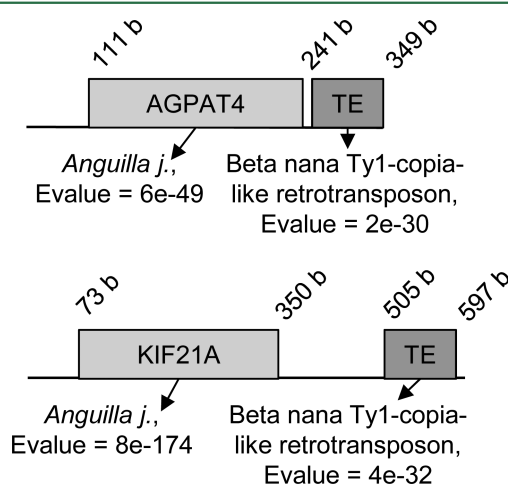 111 b
241 b
349 b
AGPAT4
TE
Anguilla j.,
Evalue = 6e-49
Beta nana Ty1-copia-
like retrotransposon,
Evalue = 2e-30
73 b
350 b
505 b
597 b
KIF21A
TE
Anguilla j.,
Evalue = 8e-174
Beta nana Ty1-copia-
like retrotransposon,
Evalue = 4e-32